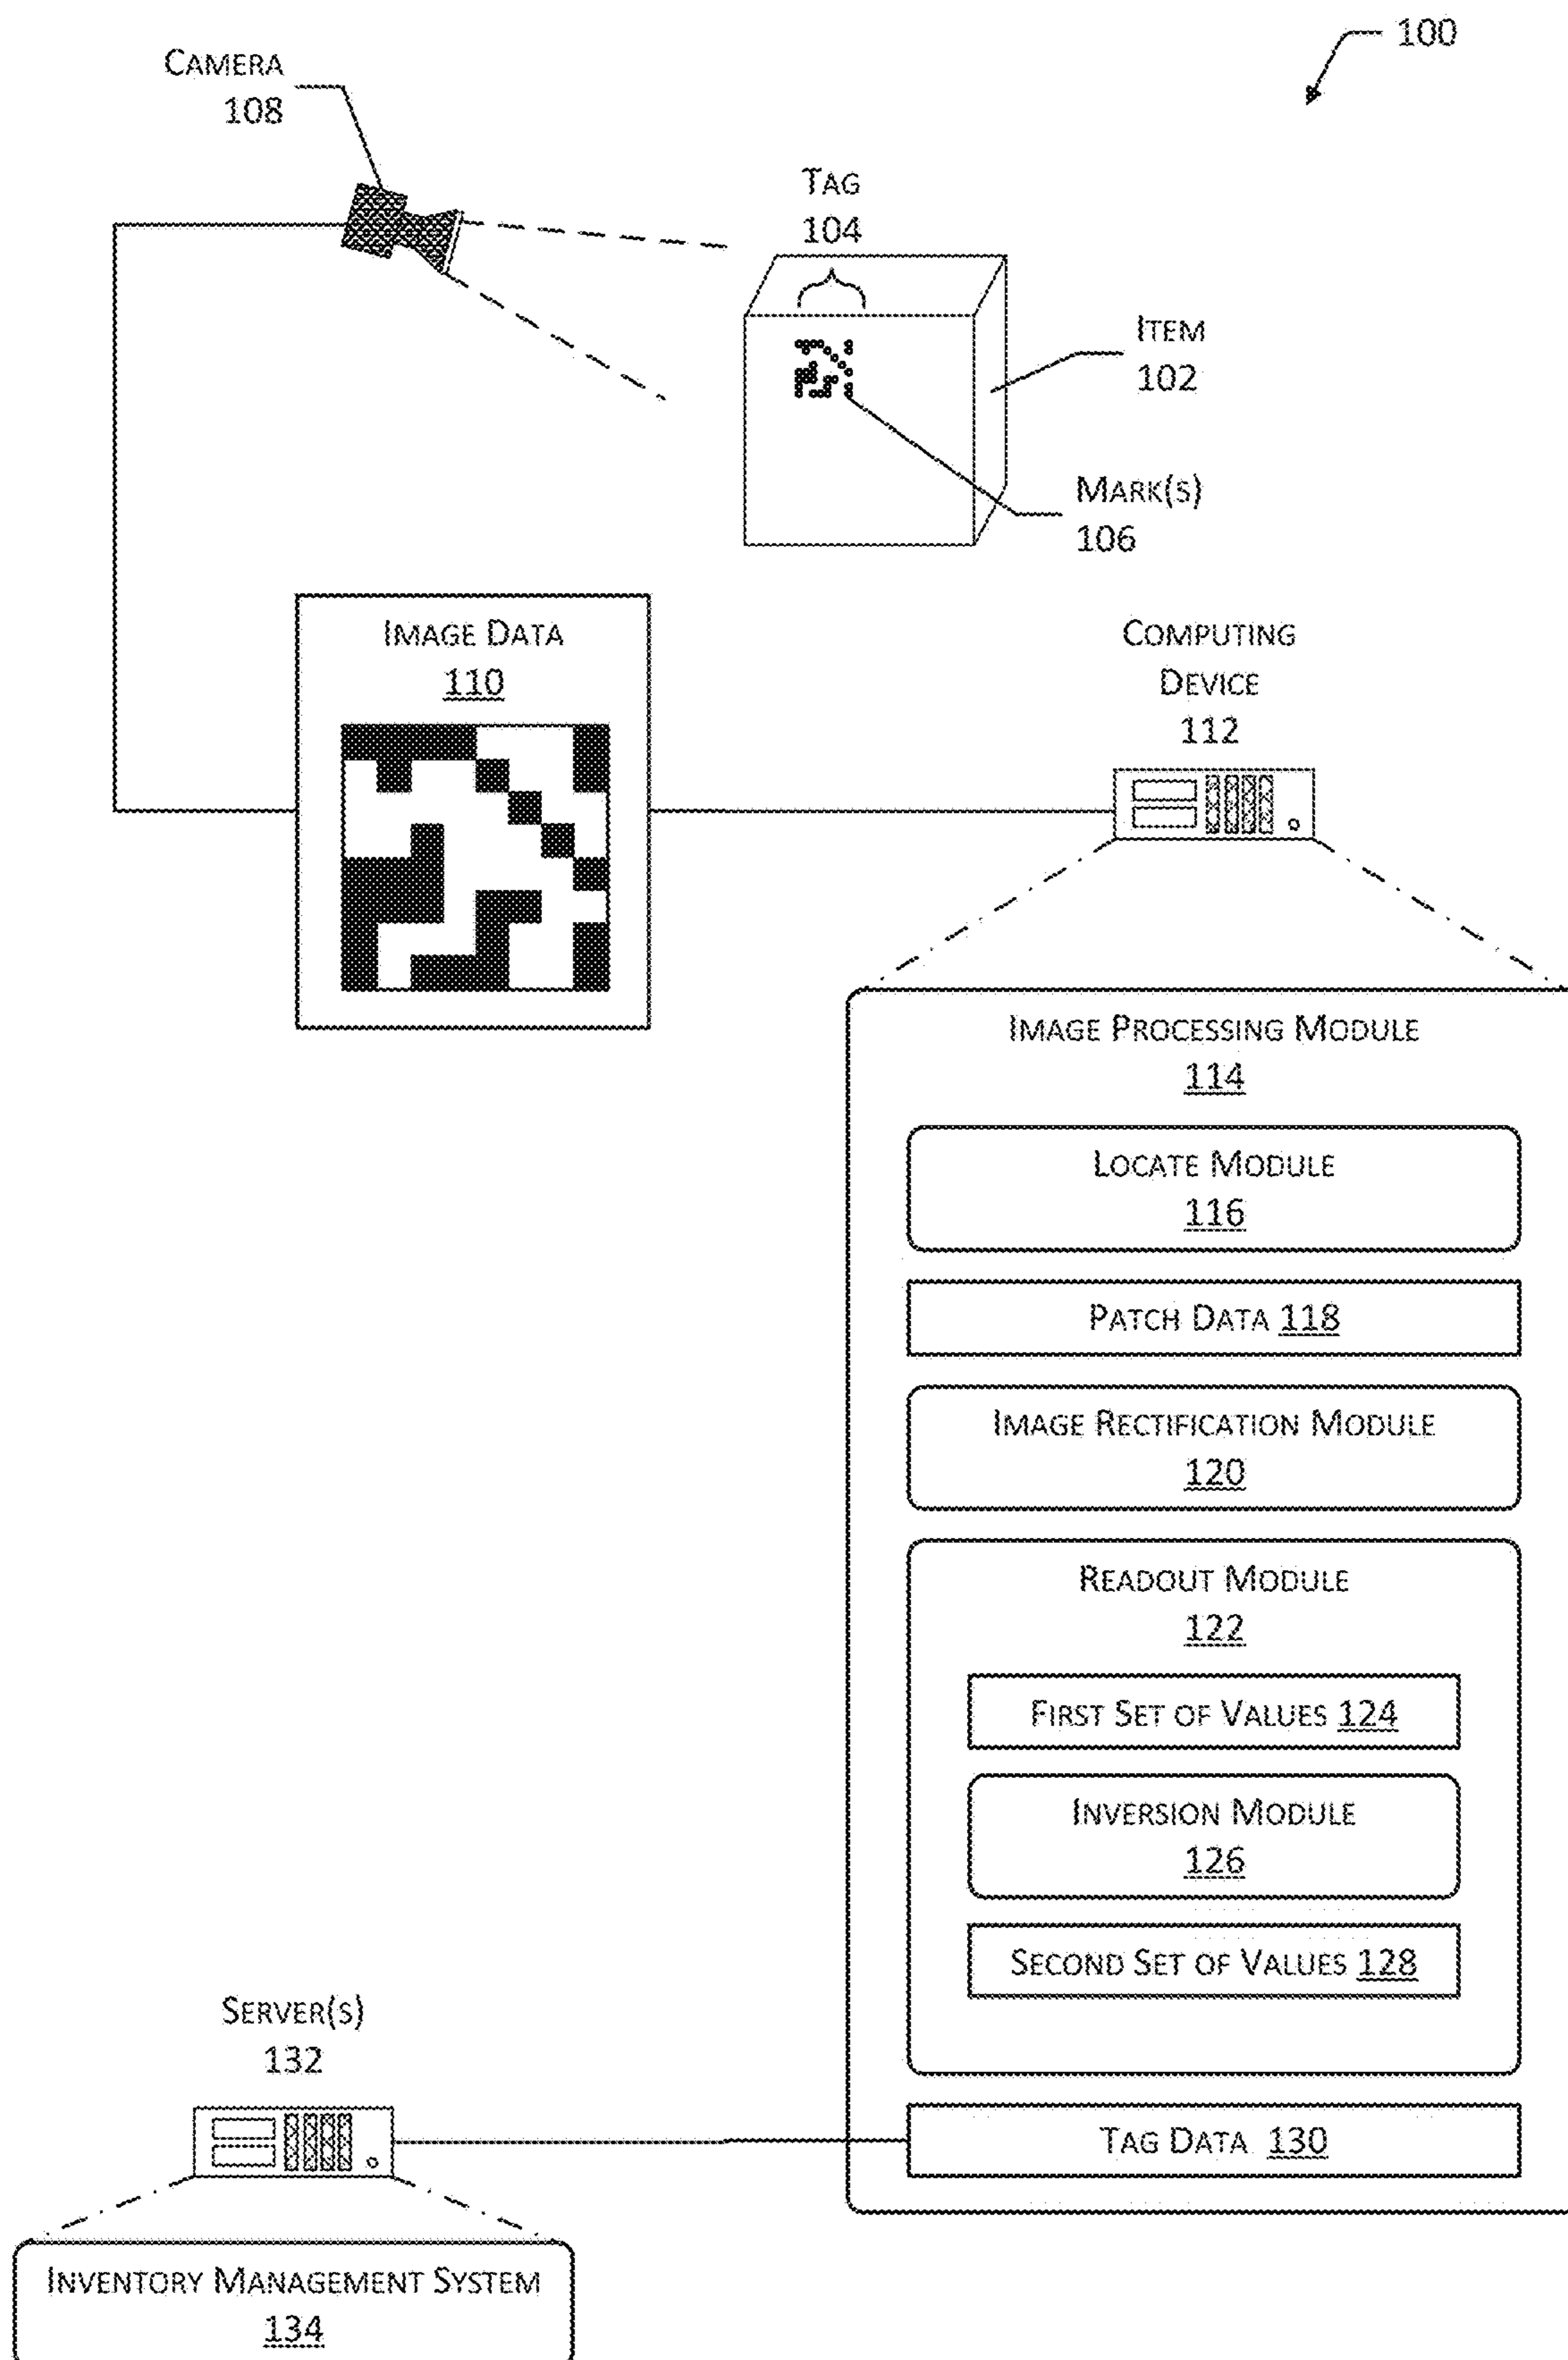 100
CAMERA
108
TAG
104
ITEM
102
MARK(S)
106
IMAGE DATA
110
COMPUTING
DEVICE
112
IMAGE PROCESSING MODULE
114
LOCATE MODULE
116
PATCH DATA 118
IMAGE RECTIFICATION MODULE
120
READOUT MODULE
122
FIRST SET OF VALUES 124
INVERSION MODULE
126
SECOND SET OF VALUES 128
TAG DATA 130
SERVER(S)
132
INVENTORY MANAGEMENT SYSTEM
134